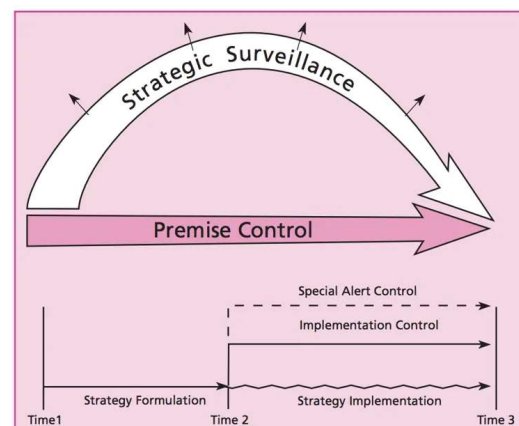 Strategic Surveillance
Premise Control
Special Alert Control
Implementation Control
Strategy Formulation
Strategy Implementation
Time1
Time 2
Time 3